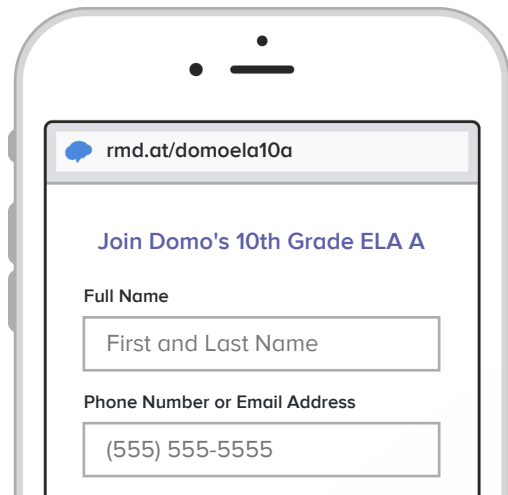 rmd.at/domoela10a
Join Domo's 10th Grade ELA A
Full Name
First and Last Name
Phone Number or Email Address
(555) 555-5555